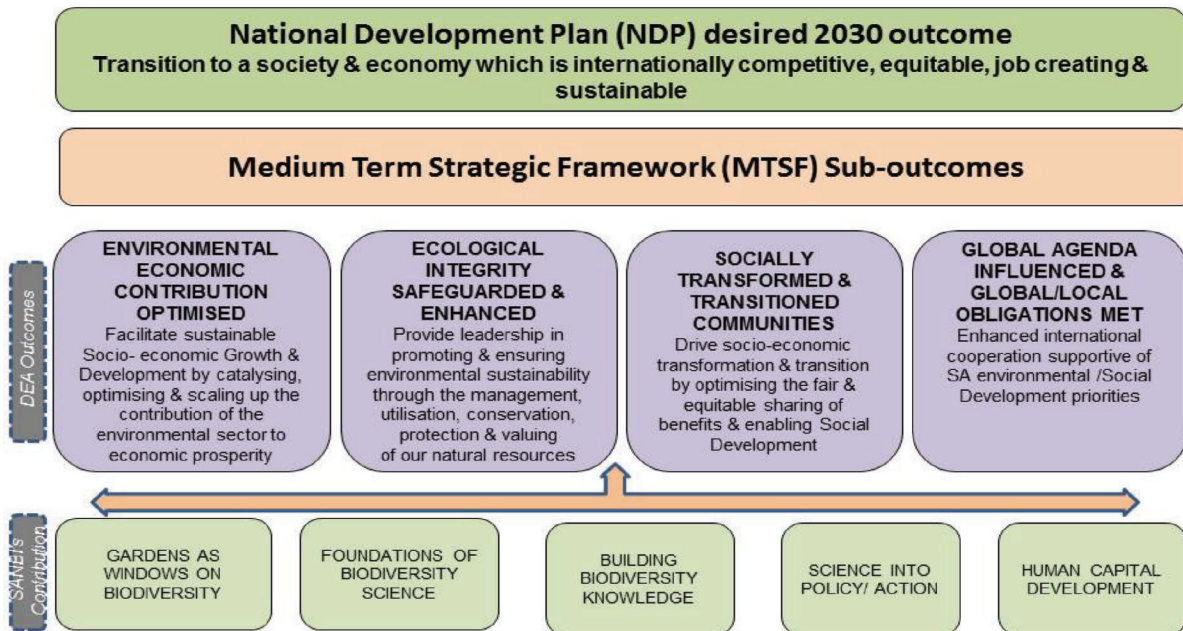 National Development Plan (NDP) desired 2030 outcome
Transition to a society & economy which is internationally competitive, equitable, job creating &
sustainable
Medium Term Strategic Framework (MTSF) Sub-outcomes
DEA Outcomes
ENVIRONMENTAL
ECONOMIC
CONTRIBUTION
OPTIMISED
Facilitate sustainable
Socio- economic Growth &
Development by catalysing,
optimising & scaling up the
contribution of the
environmental sector to
economic prosperity
ECOLOGICAL
INTEGRITY
SAFEGUARDED &
ENHANCED
Provide leadership in
promoting & ensuring
environmental sustainability
through the management,
utilisation, conservation,
protection & valuing
of our natural resources
SOCIALLY
TRANSFORMED &
TRANSITIONED
COMMUNITIES
Drive socio-economic
transformation & transition
by optimising the fair &
equitable sharing of
benefits & enabling Social
Development
GLOBAL AGENDA
INFLUENCED &
GLOBAL/LOCAL
OBLIGATIONS MET
Enhanced international
cooperation supportive of
SA environmental /Social
Development priorities
SANBI's
Contribution
GARDENS AS
WINDOWS ON
BIODIVERSITY
FOUNDATIONS OF
BIODIVERSITY
SCIENCE
BUILDING
BIODIVERSITY
KNOWLEDGE
SCIENCE INTO
POLICY/ ACTION
HUMAN CAPITAL
DEVELOPMENT